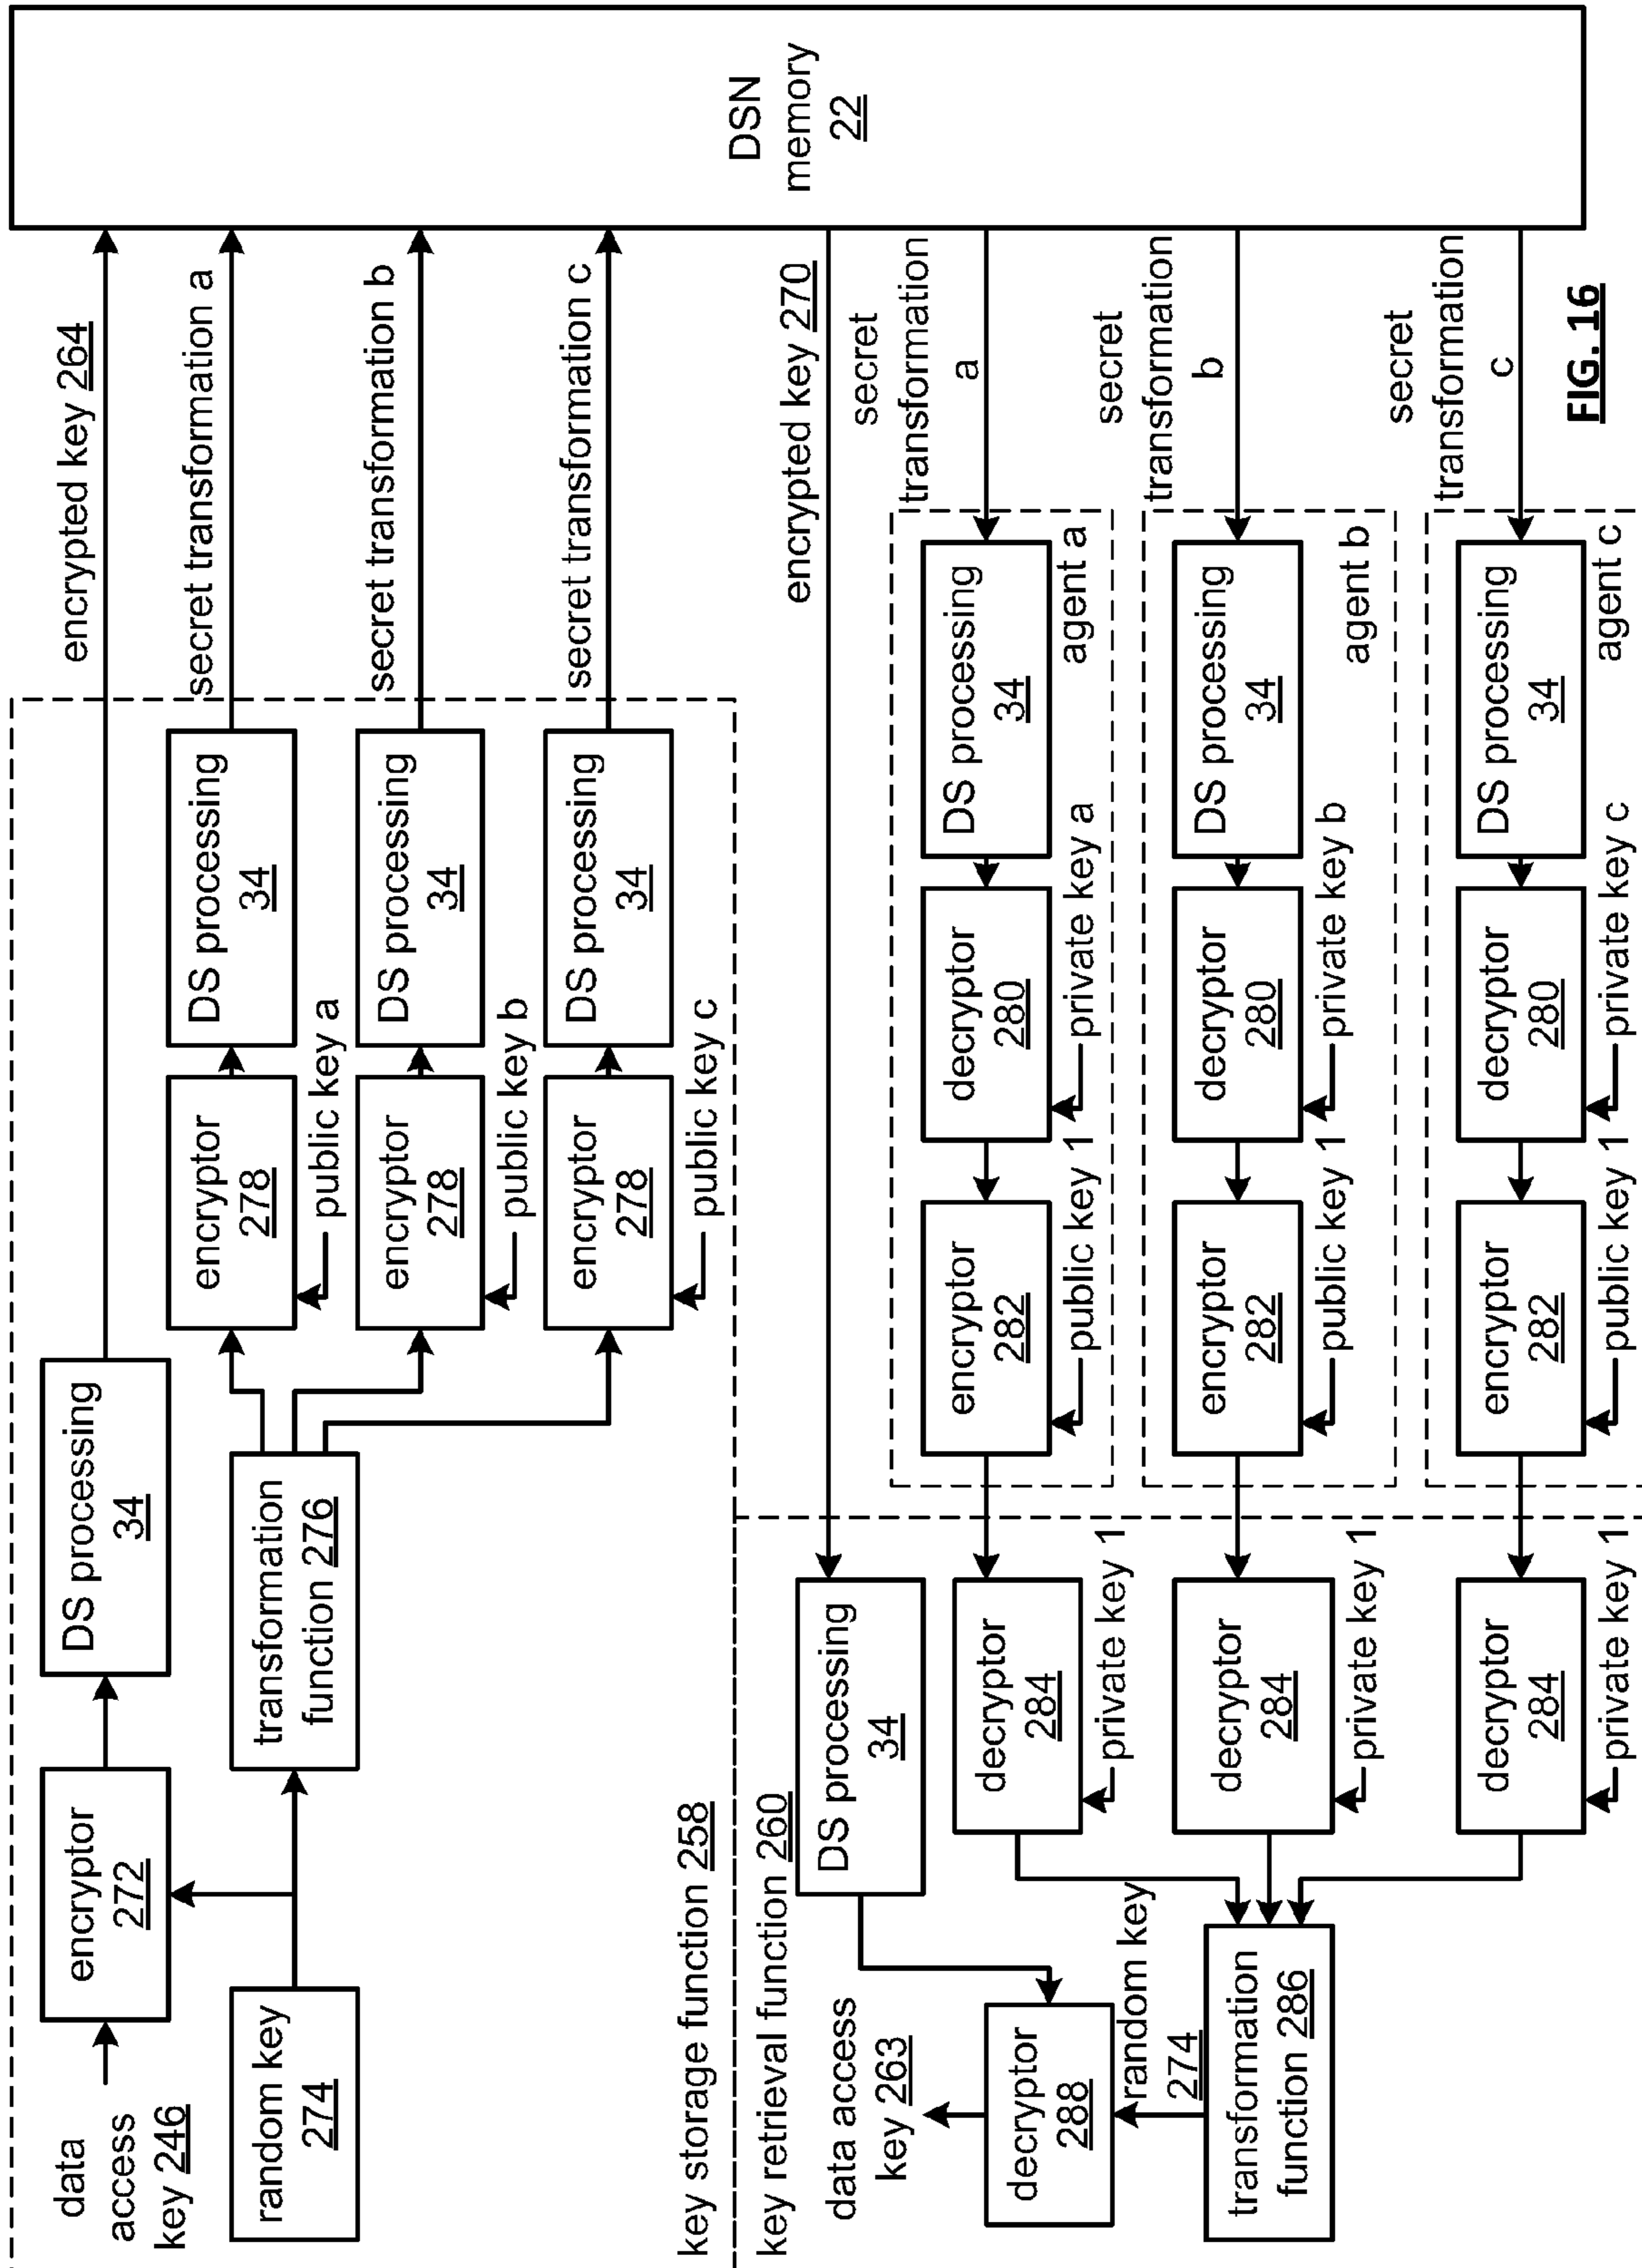 data
access
key 246
encryptor
272
DS processing
34
encrypted key 264
random key
274
transformation
function 276
encryptor
278
public key a
DS processing
34
secret transformation a
encryptor
278
public key b
DS processing
34
secret transformation b
encryptor
278
public key c
DS processing
34
secret transformation c
DSN
memory
22
key storage function 258
key retrieval function 260
data access
key 263
decryptor
288
random key
274
transformation
function 286
DS processing
34
encrypted key 270
decryptor
284
private key 1
encryptor
282
public key 1
decryptor
280
private key a
DS processing
34
agent a
secret
transformation
a
decryptor
284
private key 1
encryptor
282
public key 1
decryptor
280
private key b
DS processing
34
agent b
secret
transformation
b
decryptor
284
private key 1
encryptor
282
public key 1
decryptor
280
private key c
DS processing
34
agent c
secret
transformation
c
FIG. 16